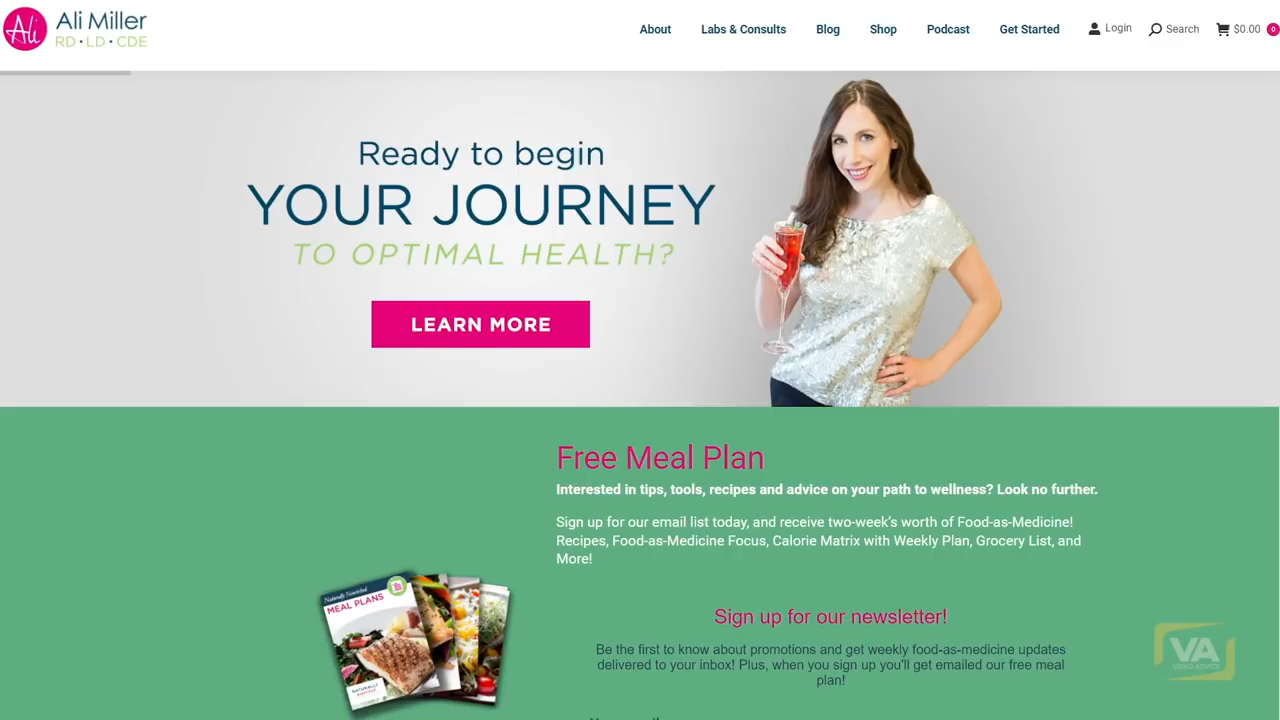 Ali
Ali Miller
RD • LD • CDE
About
Labs & Consults
Blog
Shop
Podcast
Get Started
Login
Search
$0.00
0
Ready to begin
YOUR JOURNEY
TO OPTIMAL HEALTH?
LEARN MORE
Free Meal Plan
Interested in tips, tools, recipes and advice on your path to wellness? Look no further.
Sign up for our email list today, and receive two-week's worth of Food-as-Medicine!
Recipes, Food-as-Medicine Focus, Calorie Matrix with Weekly Plan, Grocery List, and
More!
Naturally Nourished
MEAL PLANS
NATURALLY
Sign up for our newsletter!
Be the first to know about promotions and get weekly food-as-medicine updates
delivered to your inbox! Plus, when you sign up you'll get emailed our free meal
plan!
VA
VIDEO ADVICE